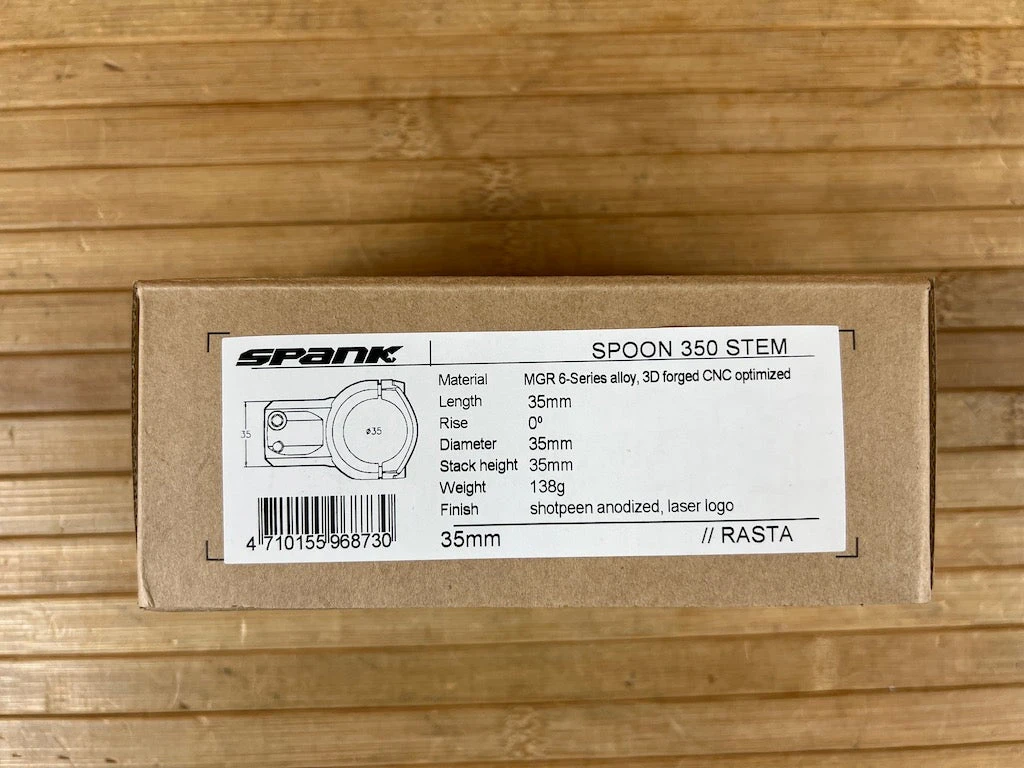 SPANK
SPOON 350 STEM
Material MGR 6-Series alloy, 3D forged CNC optimized
Length 35mm
Rise 0º
Diameter 35mm
Stack height 35mm
Weight 138g
Finish shotpeen anodized, laser logo
35
ø35
4 710155 968730
35mm // RASTA